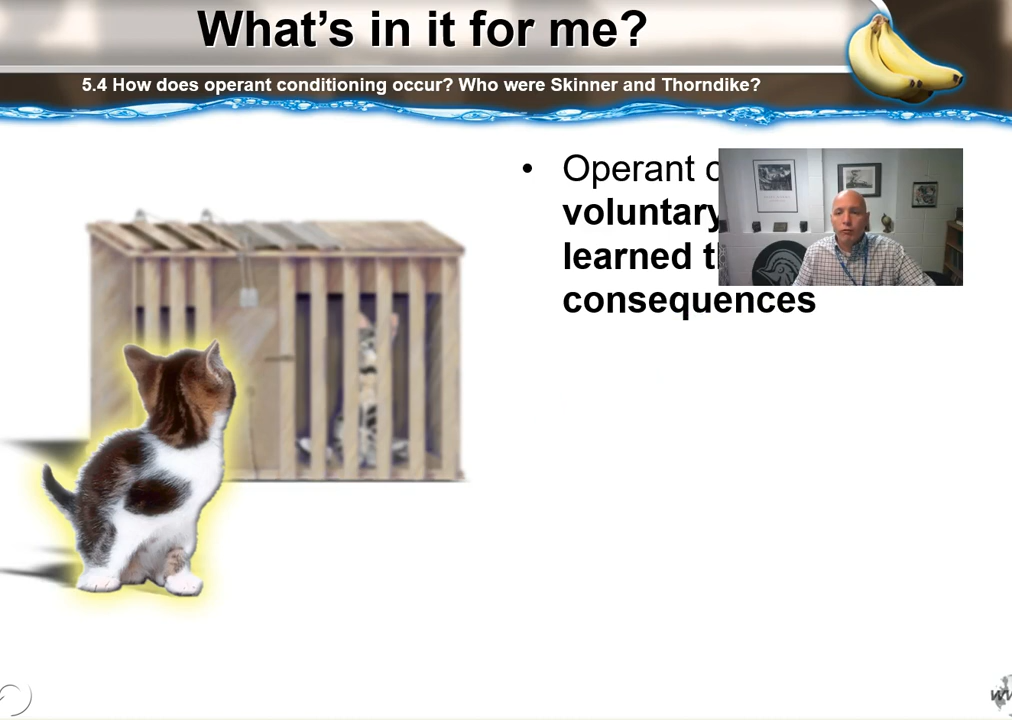 What's in it for me?
5.4 How does operant conditioning occur? Who were Skinner and Thorndike?
• Operant
voluntary
learned
consequences